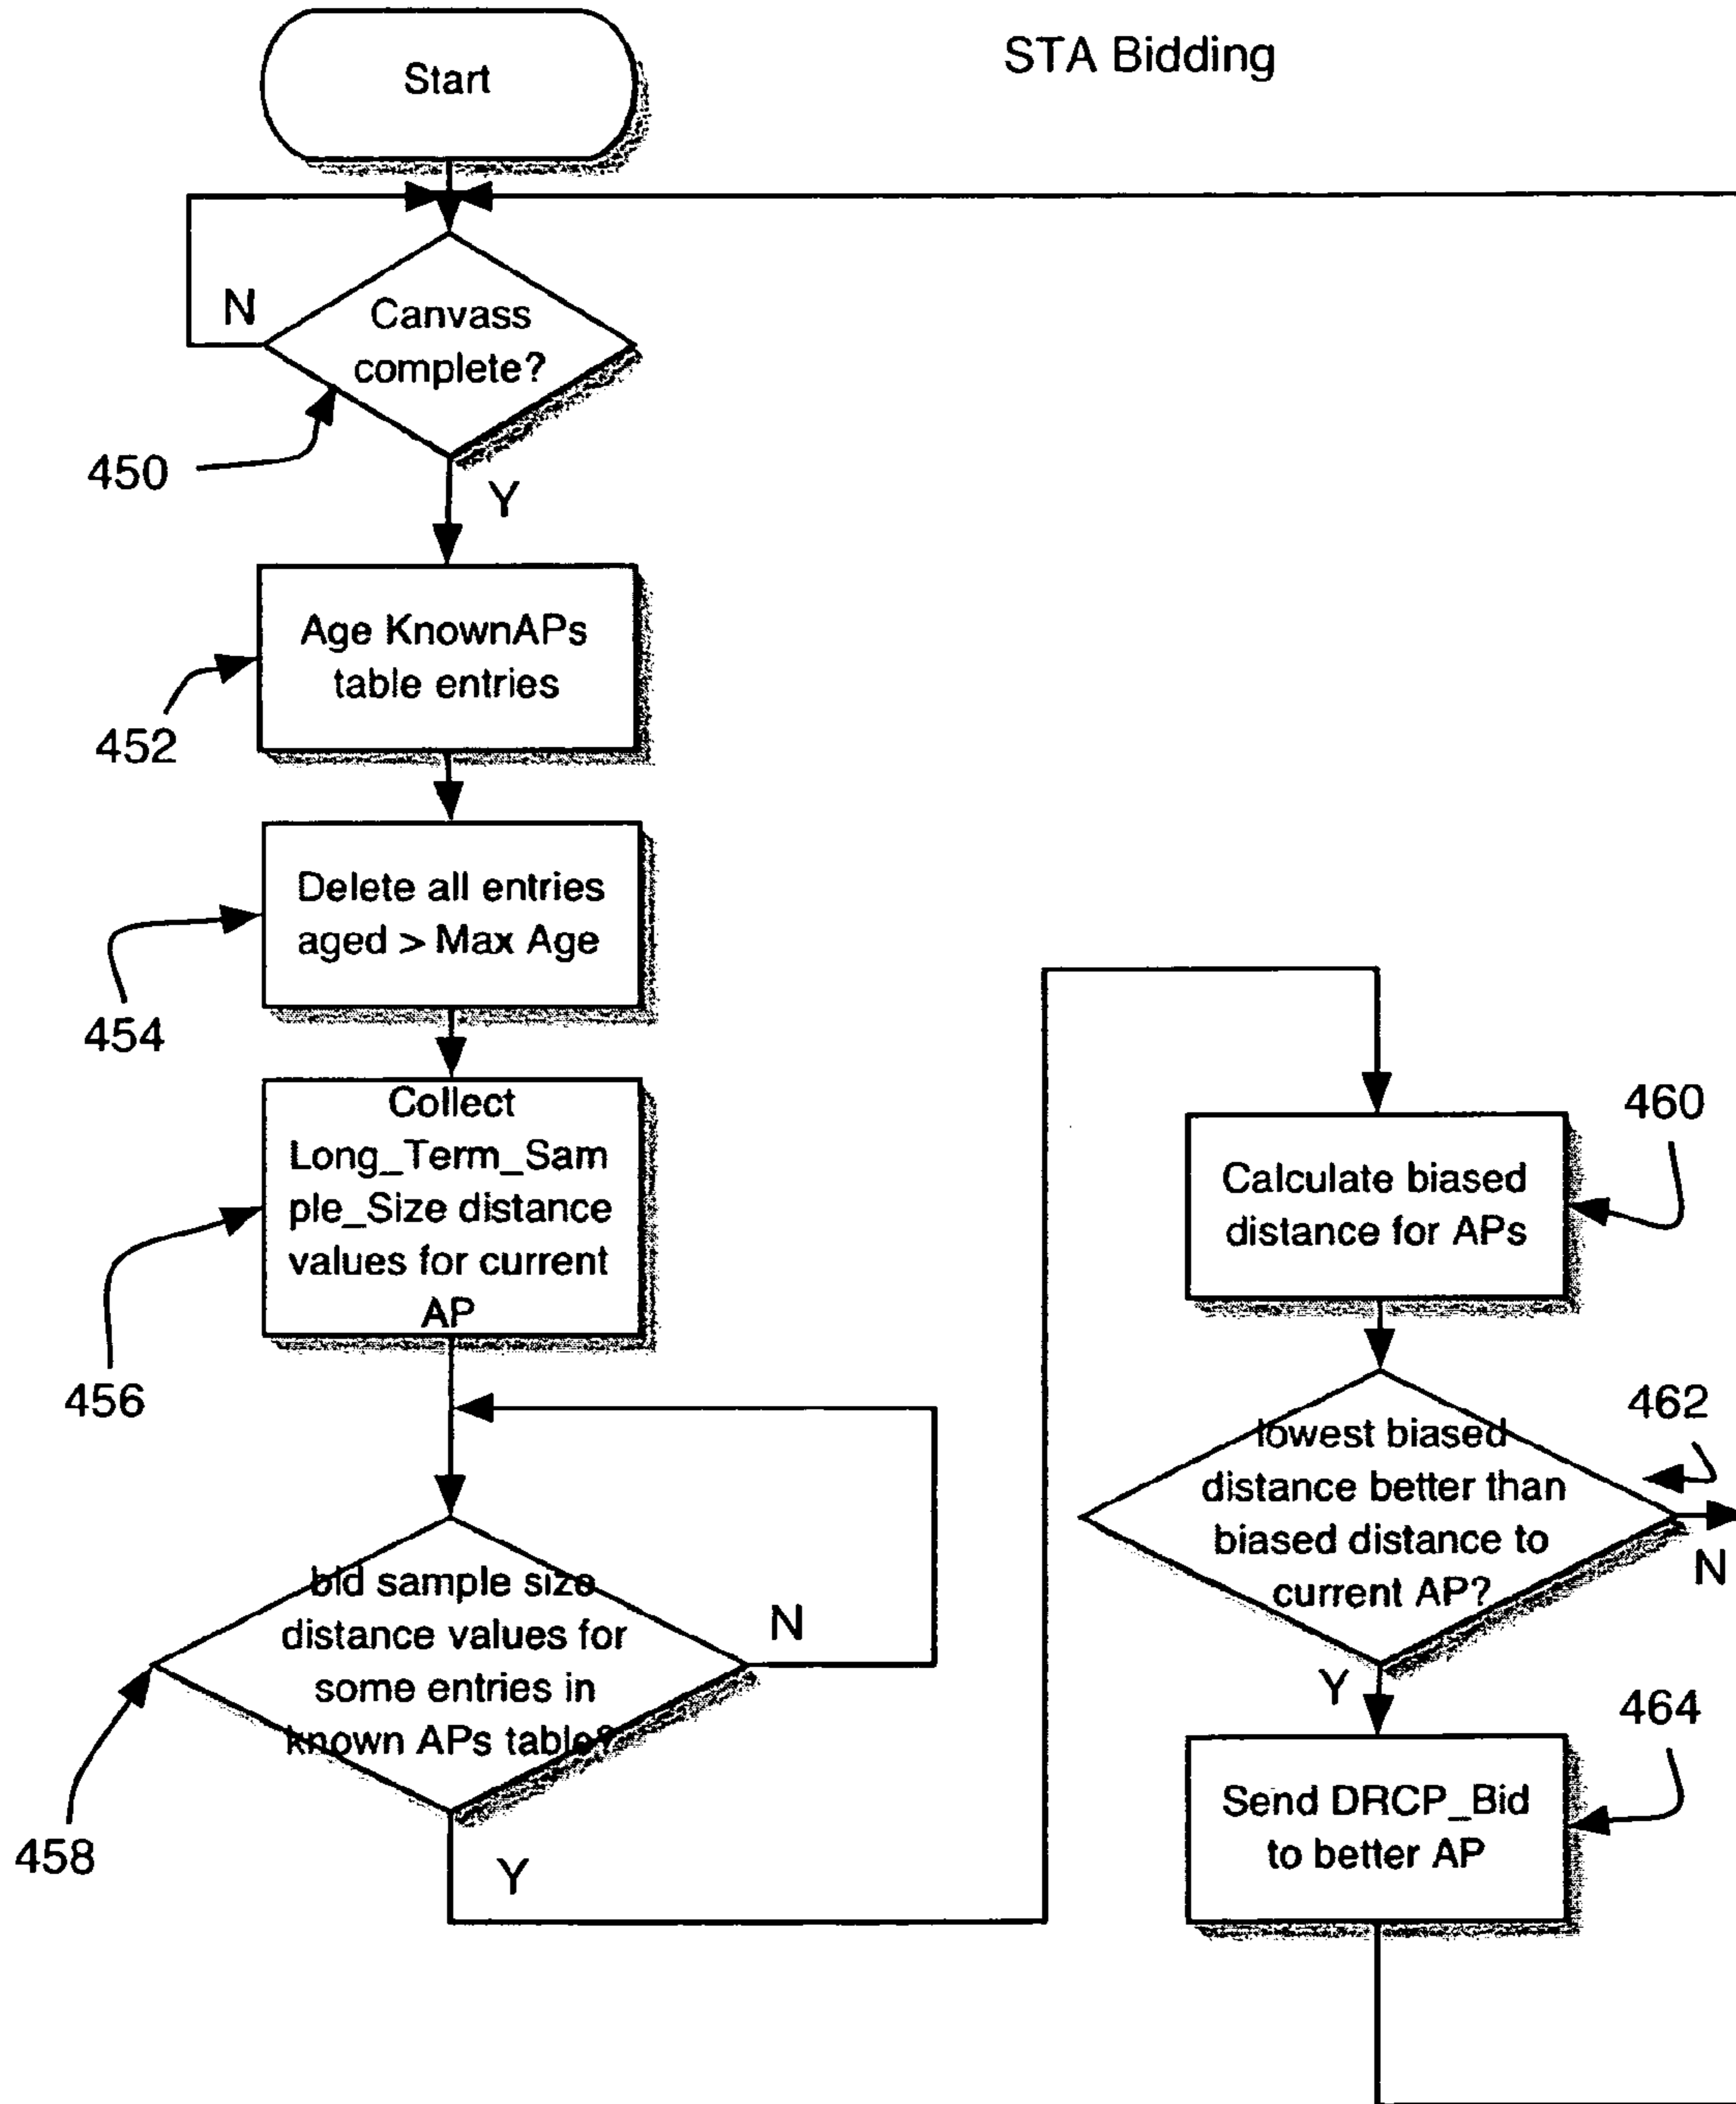 STA Bidding
Start
N
Canvass
complete?
450
Y
Age KnownAPs
table entries
452
Delete all entries
aged > Max Age
454
Collect
Long_Term_Sam
ple_Size distance
values for current
AP
456
bid sample size
distance values for
some entries in
known APs table?
N
458
Y
460
Calculate biased
distance for APs
462
lowest biased
distance better than
biased distance to
current AP?
N
Y
464
Send DRCP_Bid
to better AP